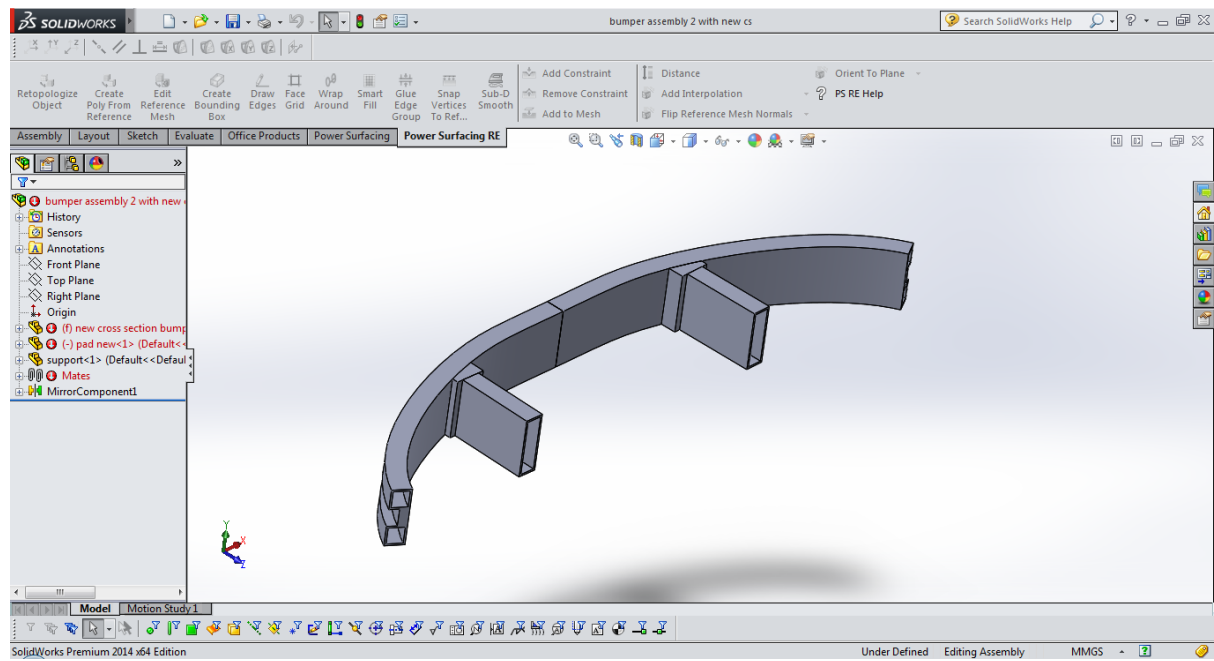 SOLIDWORKS
bumper assembly 2 with new cs
Search SolidWorks Help
Retopologize Object
Create Poly From Reference
Edit Reference Mesh
Create Bounding Box
Draw Edges
Face Grid
Wrap Around
Smart Fill
Glue Edge Group
Snap Vertices To Ref...
Sub-D Smooth
Add Constraint
Remove Constraint
Add to Mesh
Distance
Add Interpolation
Flip Reference Mesh Normals
Orient To Plane
PS RE Help
Assembly Layout Sketch Evaluate Office Products Power Surfacing Power Surfacing RE
bumper assembly 2 with new
History
Sensors
Annotations
Front Plane
Top Plane
Right Plane
Origin
(f) new cross section bump
(-) pad new<1> (Default<<
support<1> (Default<<Defaul
Mates
MirrorComponent1
Y
X
Z
Model Motion Study 1
SolidWorks Premium 2014 x64 Edition
Under Defined Editing Assembly MMGS